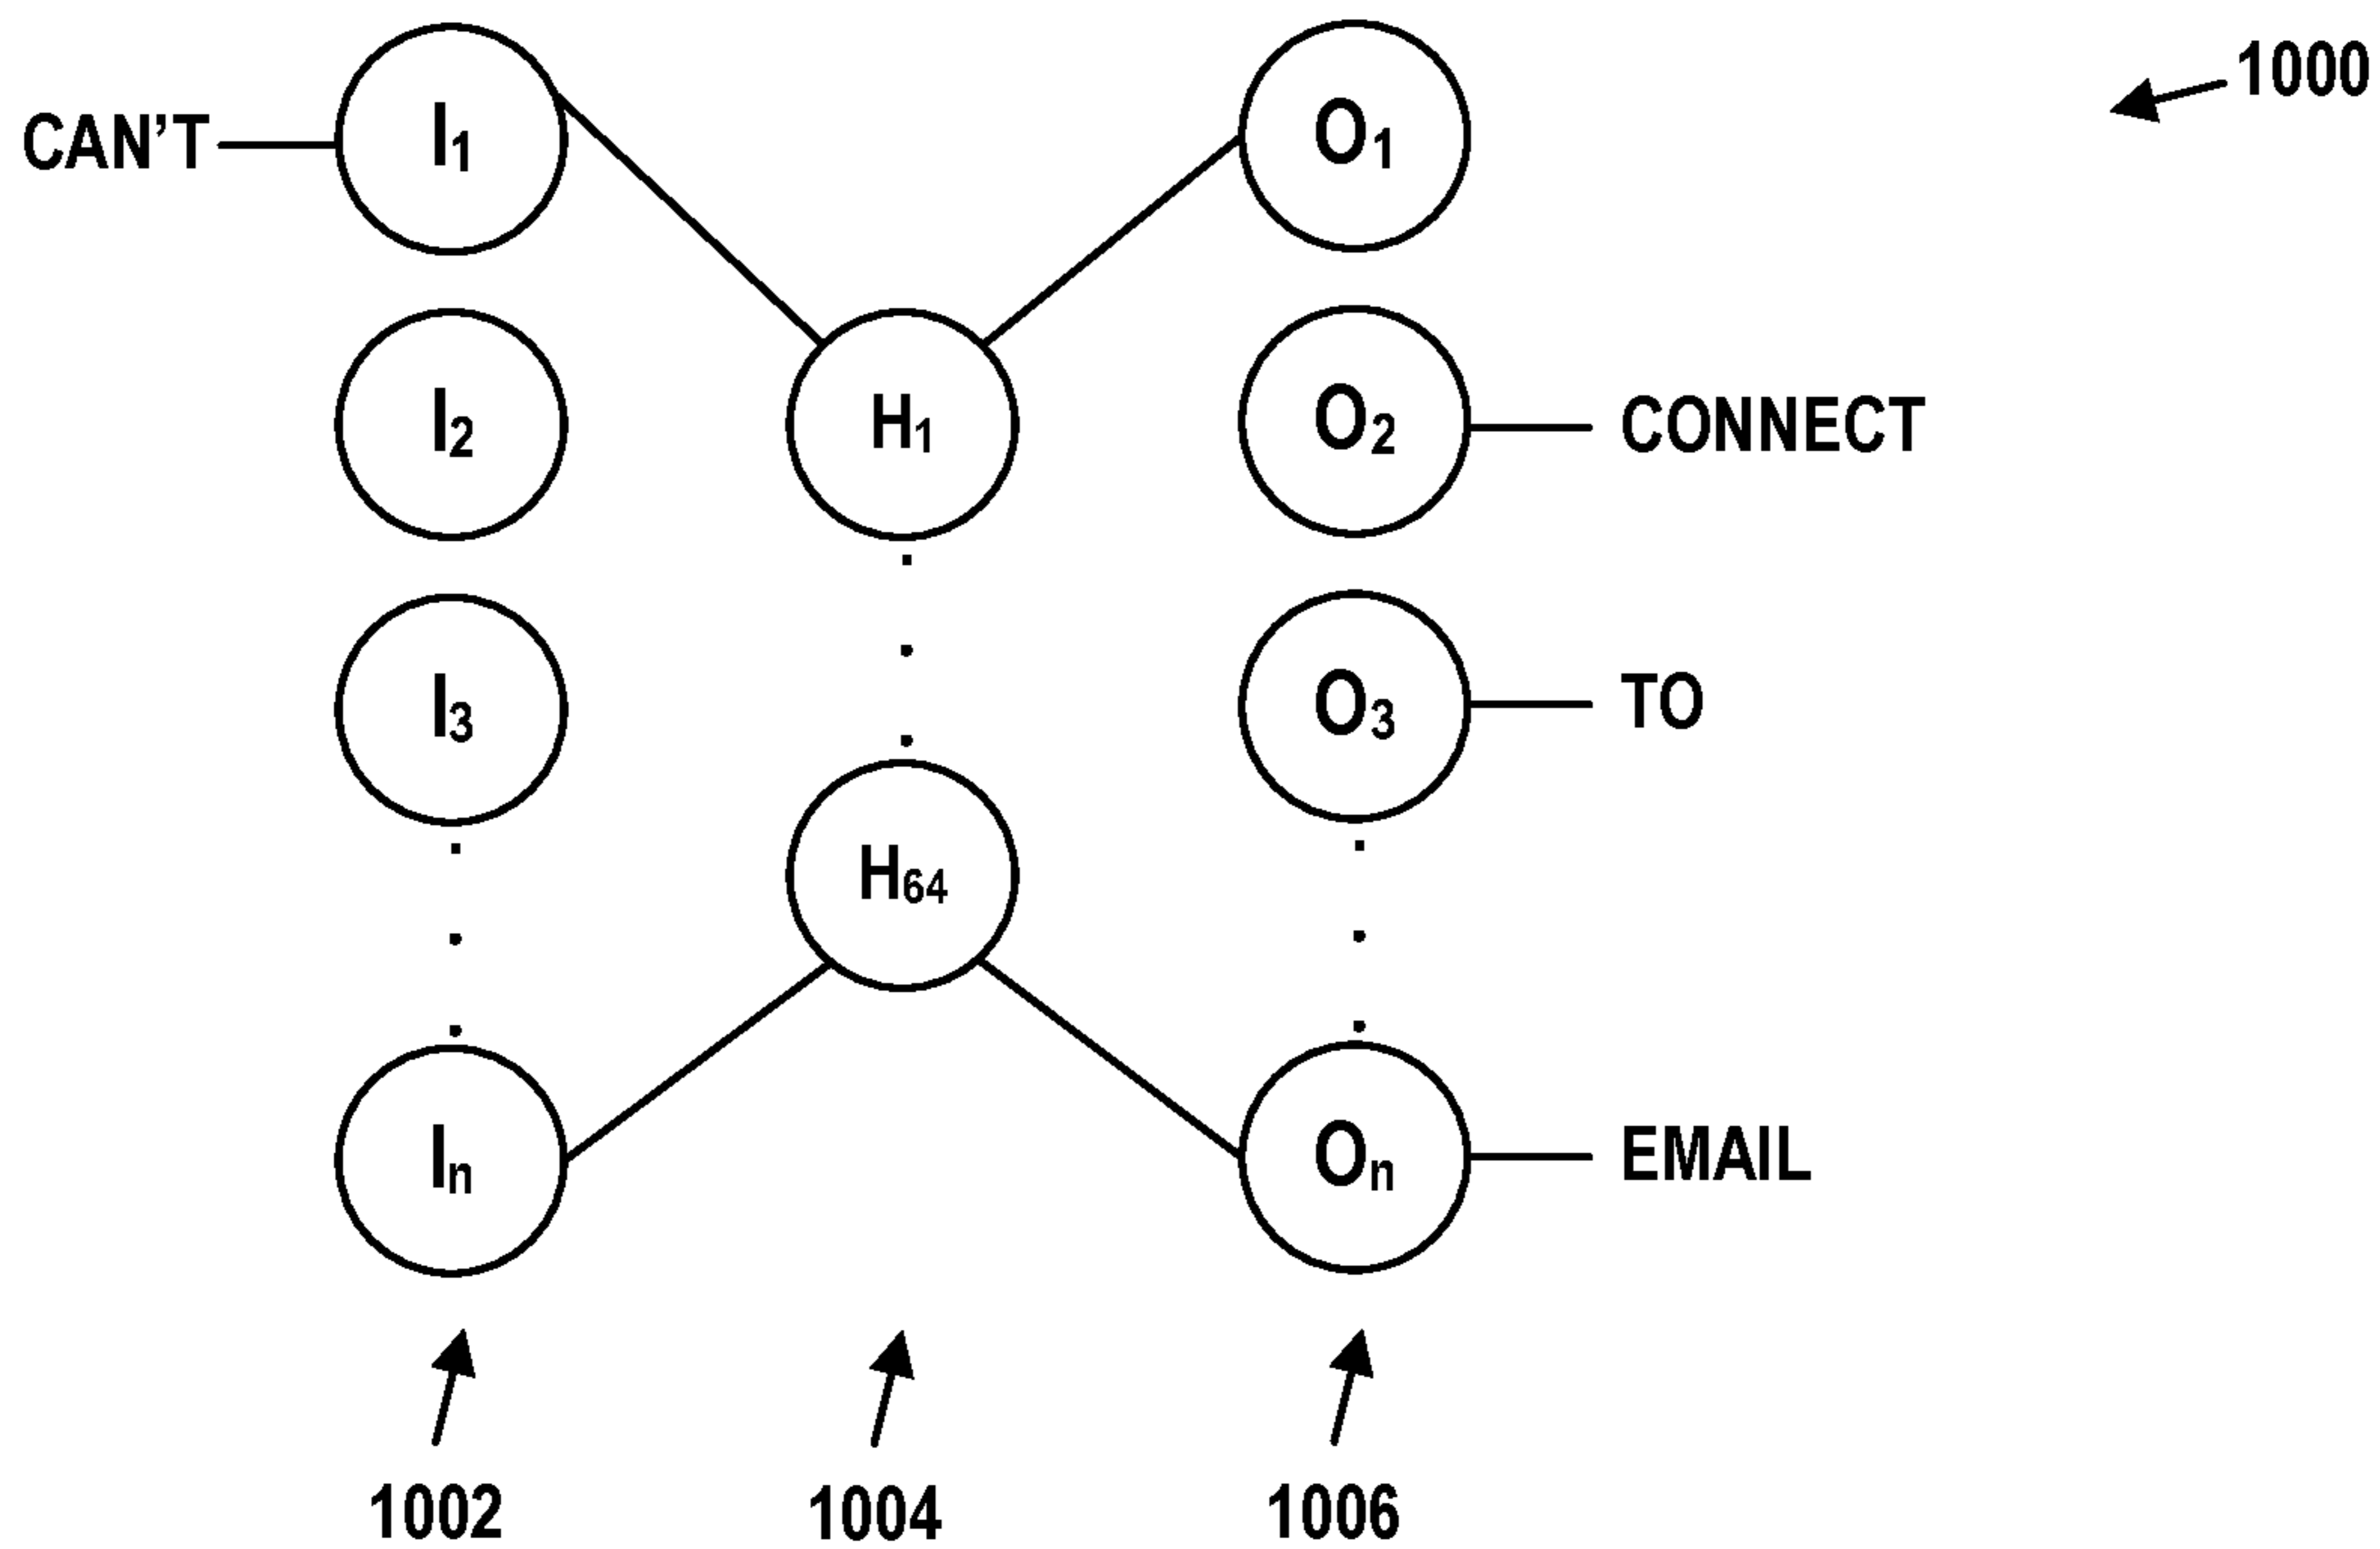 1000
CAN'T I1 O1
I2 H1 O2 CONNECT
I3 O3 TO
H64
In On EMAIL
1002 1004 1006